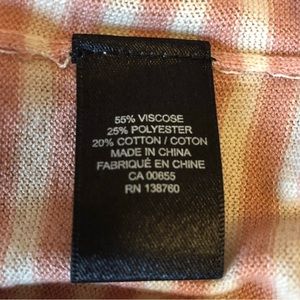 55% VISCOSE
25% POLYESTER
20% COTTON / COTON
MADE IN CHINA
FABRIQUÉ EN CHINE
CA 00655
RN 138760